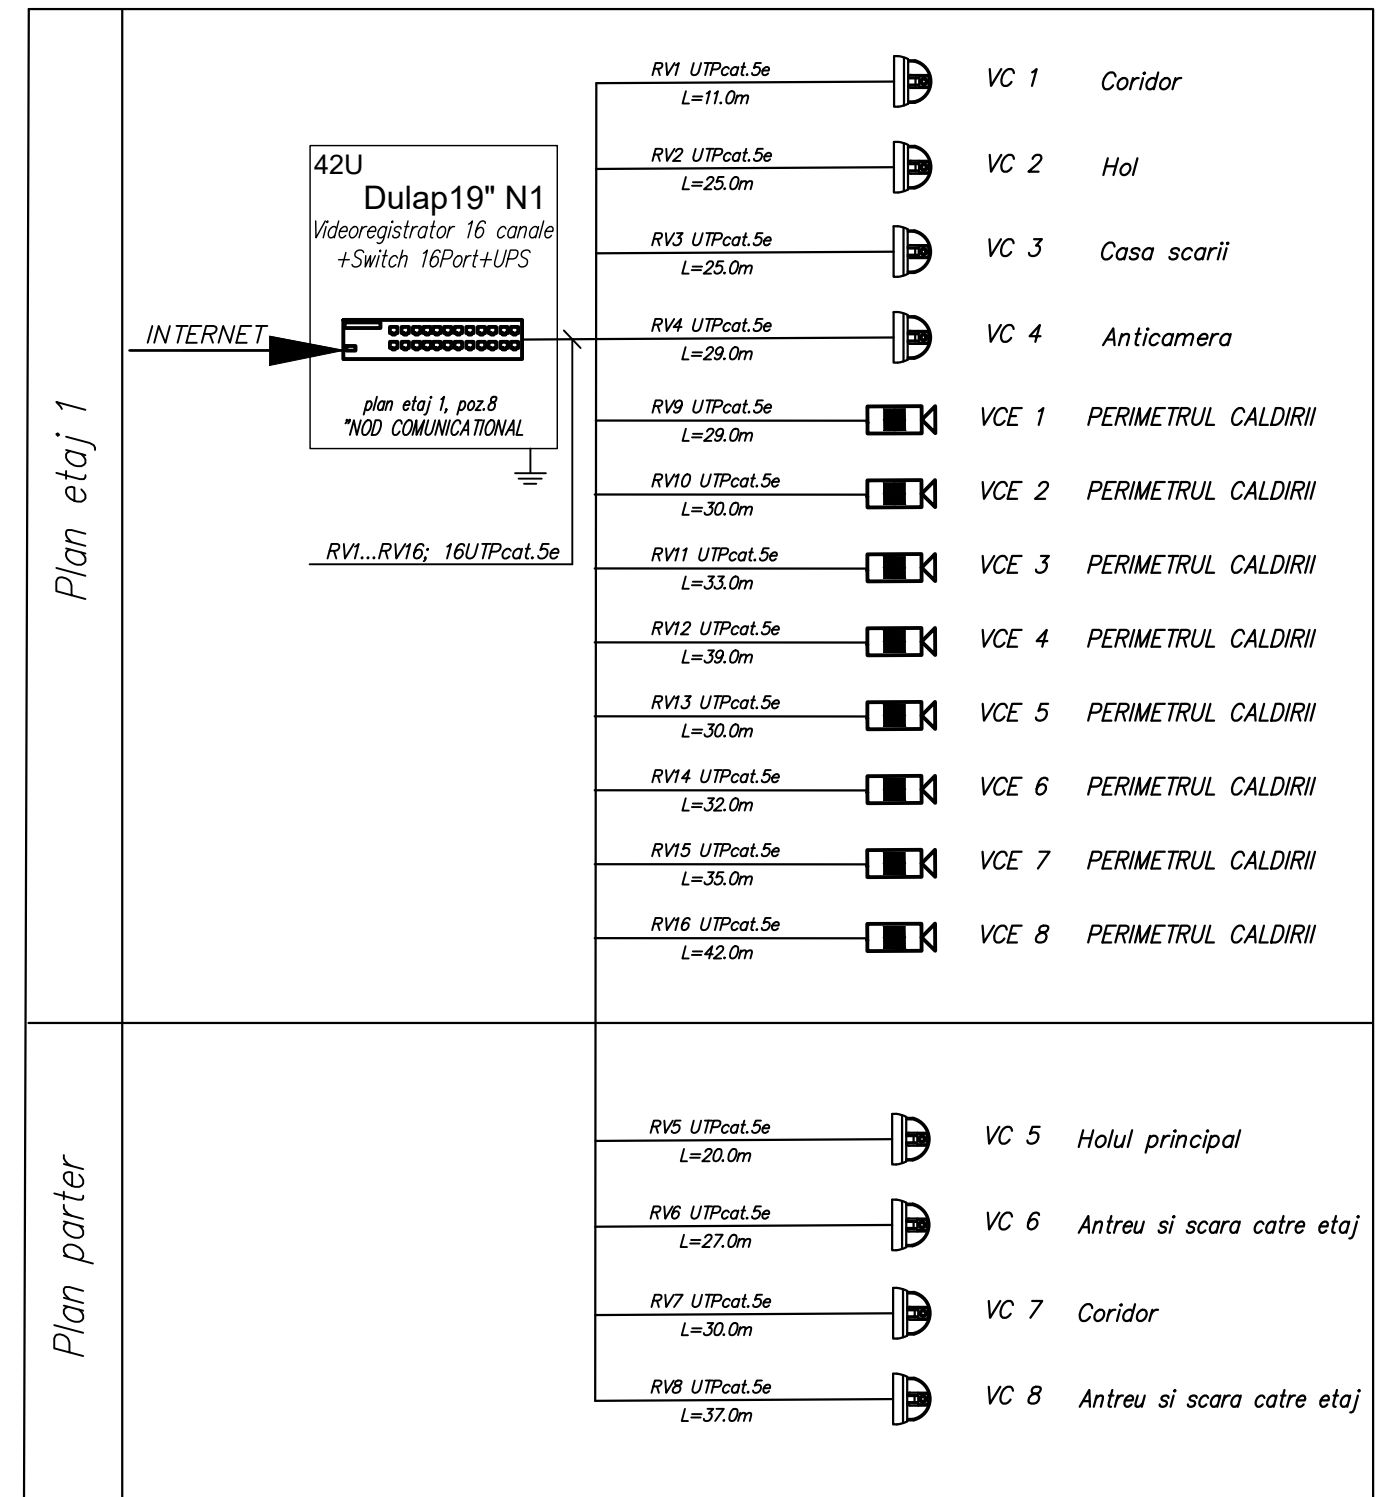 Plan etaj 1
INTERNET
42U
Dulap19" N1
Videoregistrator 16 canale
+Switch 16Port+UPS
plan etaj 1, poz.8
"NOD COMUNICATIONAL
RV1...RV16; 16UTPcat.5e
RV1 UTPcat.5e
L=11.0m
VC 1 Coridor
RV2 UTPcat.5e
L=25.0m
VC 2 Hol
RV3 UTPcat.5e
L=25.0m
VC 3 Casa scarii
RV4 UTPcat.5e
L=29.0m
VC 4 Anticamera
RV9 UTPcat.5e
L=29.0m
VCE 1 PERIMETRUL CALDIRII
RV10 UTPcat.5e
L=30.0m
VCE 2 PERIMETRUL CALDIRII
RV11 UTPcat.5e
L=33.0m
VCE 3 PERIMETRUL CALDIRII
RV12 UTPcat.5e
L=39.0m
VCE 4 PERIMETRUL CALDIRII
RV13 UTPcat.5e
L=30.0m
VCE 5 PERIMETRUL CALDIRII
RV14 UTPcat.5e
L=32.0m
VCE 6 PERIMETRUL CALDIRII
RV15 UTPcat.5e
L=35.0m
VCE 7 PERIMETRUL CALDIRII
RV16 UTPcat.5e
L=42.0m
VCE 8 PERIMETRUL CALDIRII
Plan parter
RV5 UTPcat.5e
L=20.0m
VC 5 Holul principal
RV6 UTPcat.5e
L=27.0m
VC 6 Antreu si scara catre etaj
RV7 UTPcat.5e
L=30.0m
VC 7 Coridor
RV8 UTPcat.5e
L=37.0m
VC 8 Antreu si scara catre etaj